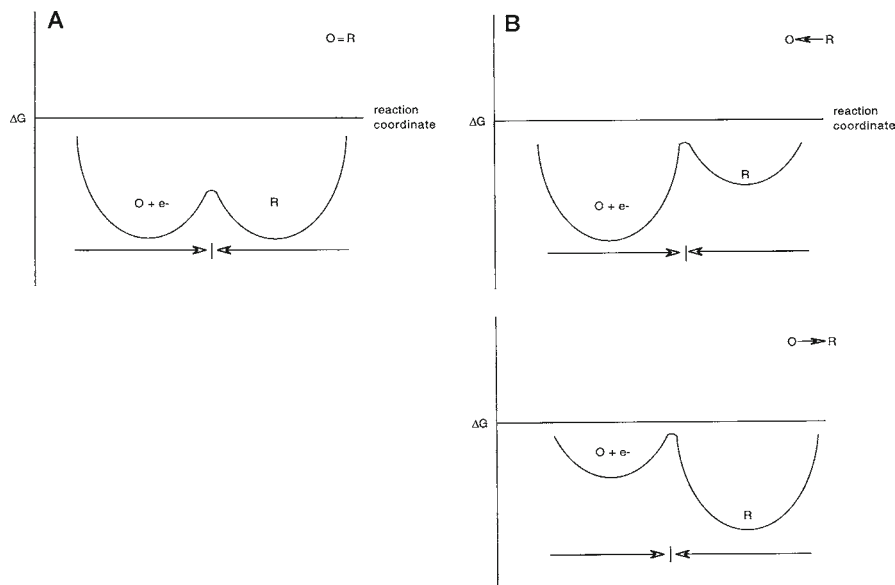 A
O = R
ΔG
reaction
coordinate
O + e-
R
B
O R
ΔG
reaction
coordinate
O + e-
R
O R
ΔG
O + e-
R